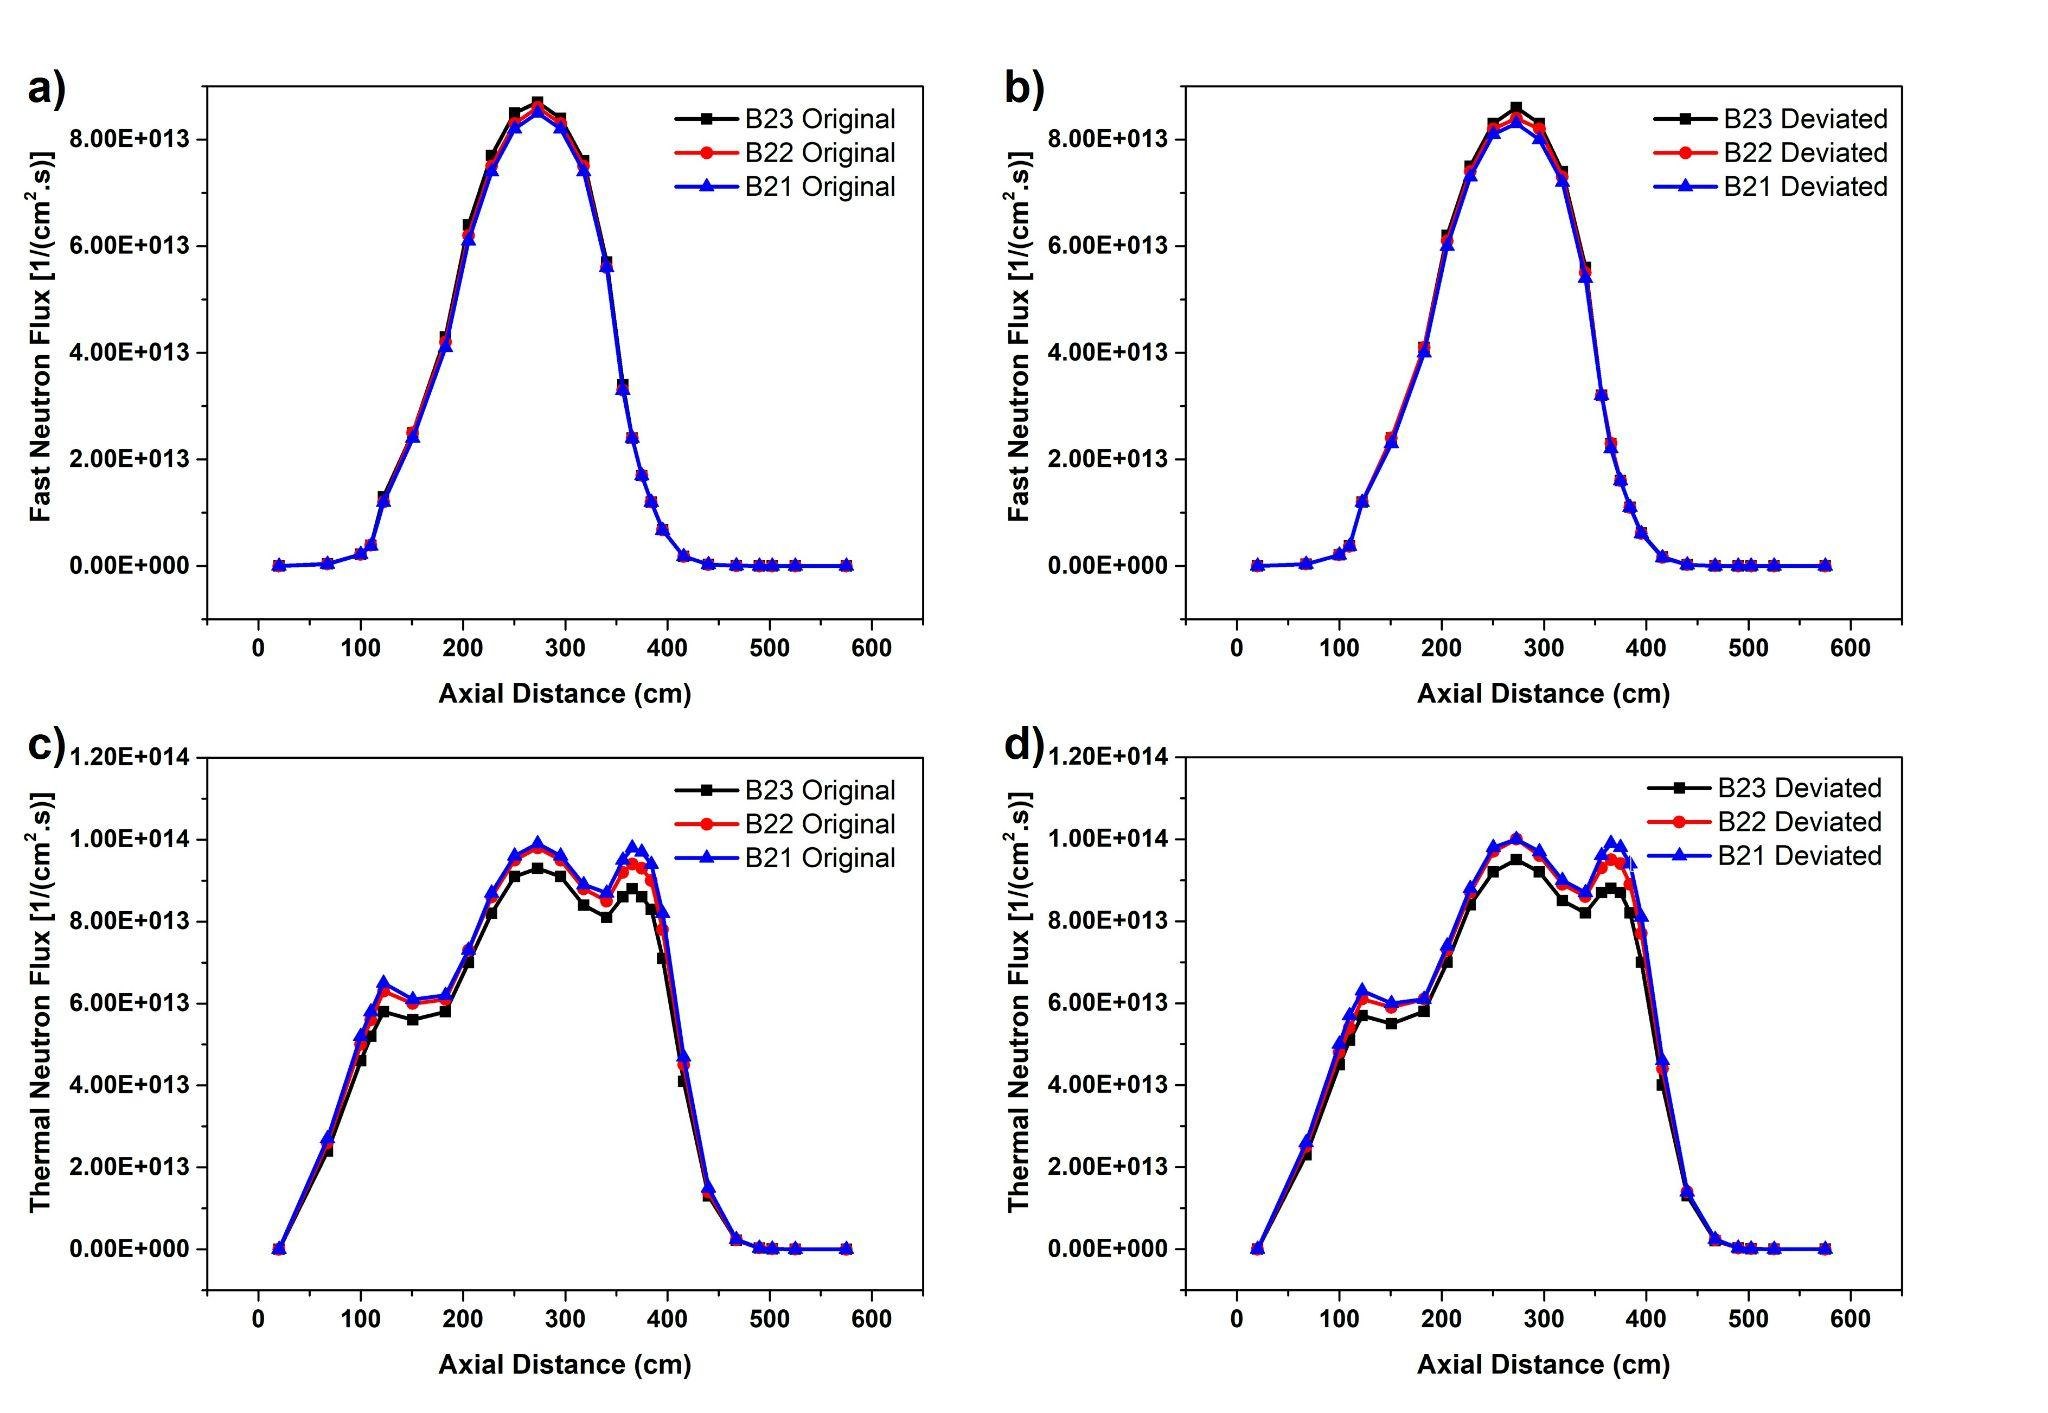 a)
Fast Neutron Flux [1/(cm².s)]
8.00E+013
6.00E+013
4.00E+013
2.00E+013
0.00E+000
B23 Original
B22 Original
B21 Original
0 100 200 300 400 500 600
Axial Distance (cm)
b)
Fast Neutron Flux [1/(cm².s)]
8.00E+013
6.00E+013
4.00E+013
2.00E+013
0.00E+000
B23 Deviated
B22 Deviated
B21 Deviated
0 100 200 300 400 500 600
Axial Distance (cm)
c)
Thermal Neutron Flux [1/(cm².s)]
1.20E+014
1.00E+014
8.00E+013
6.00E+013
4.00E+013
2.00E+013
0.00E+000
B23 Original
B22 Original
B21 Original
0 100 200 300 400 500 600
Axial Distance (cm)
d)
Thermal Neutron Flux [1/(cm².s)]
1.20E+014
1.00E+014
8.00E+013
6.00E+013
4.00E+013
2.00E+013
0.00E+000
B23 Deviated
B22 Deviated
B21 Deviated
0 100 200 300 400 500 600
Axial Distance (cm)